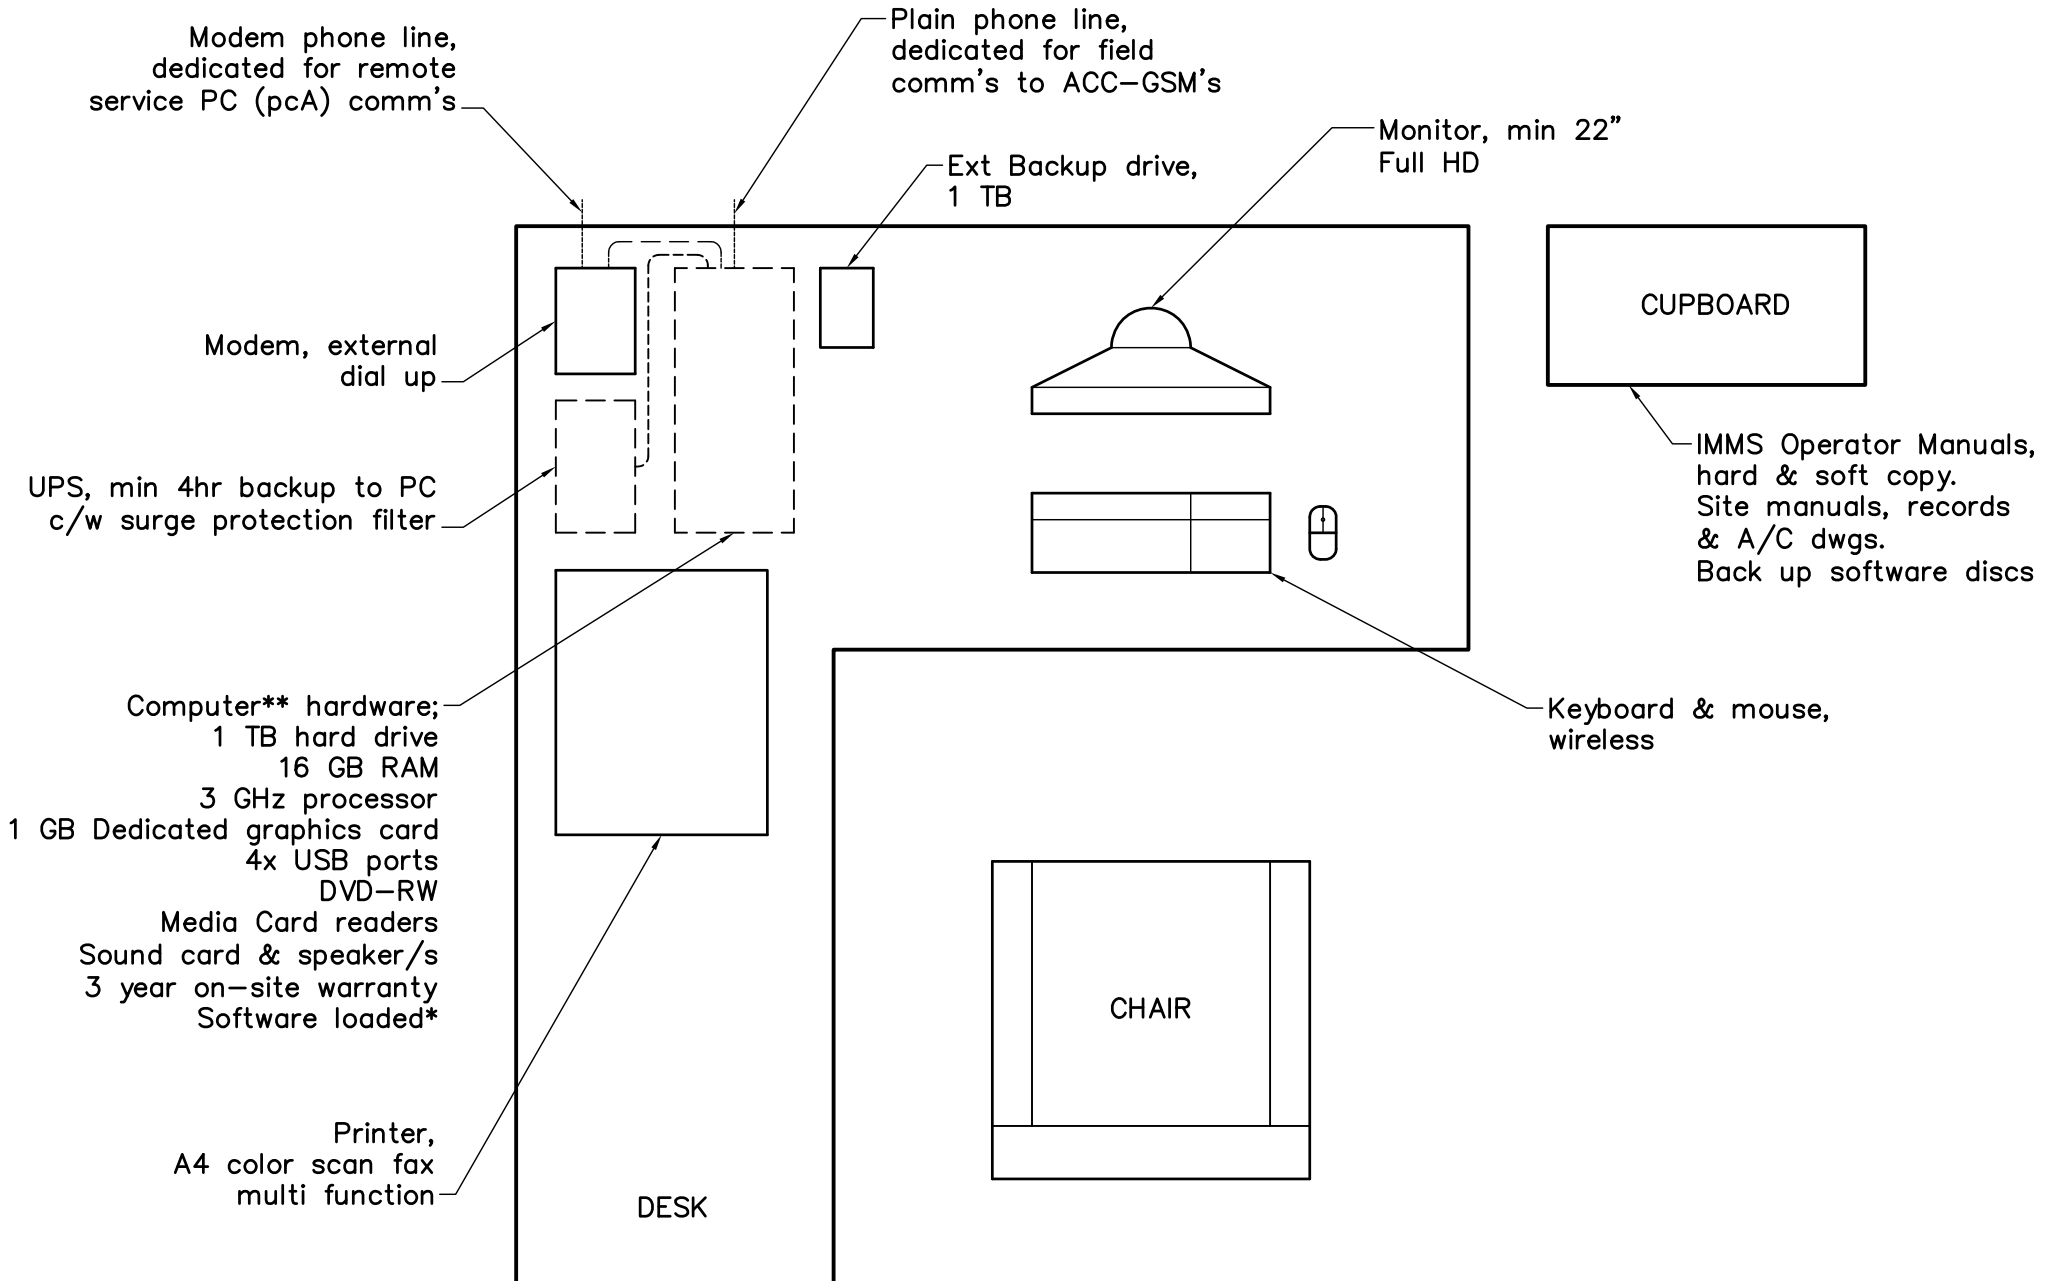 Modem phone line,
dedicated for remote
service PC (pcA) comm's
Plain phone line,
dedicated for field
comm's to ACC-GSM's
Ext Backup drive,
1 TB
Monitor, min 22"
Full HD
CUPBOARD
Modem, external
dial up
UPS, min 4hr backup to PC
c/w surge protection filter
IMMS Operator Manuals,
hard & soft copy.
Site manuals, records
& A/C dwgs.
Back up software discs
Computer** hardware;
1 TB hard drive
16 GB RAM
3 GHz processor
1 GB Dedicated graphics card
4x USB ports
DVD-RW
Media Card readers
Sound card & speaker/s
3 year on-site warranty
Software loaded*
Keyboard & mouse,
wireless
CHAIR
Printer,
A4 color scan fax
multi function
DESK